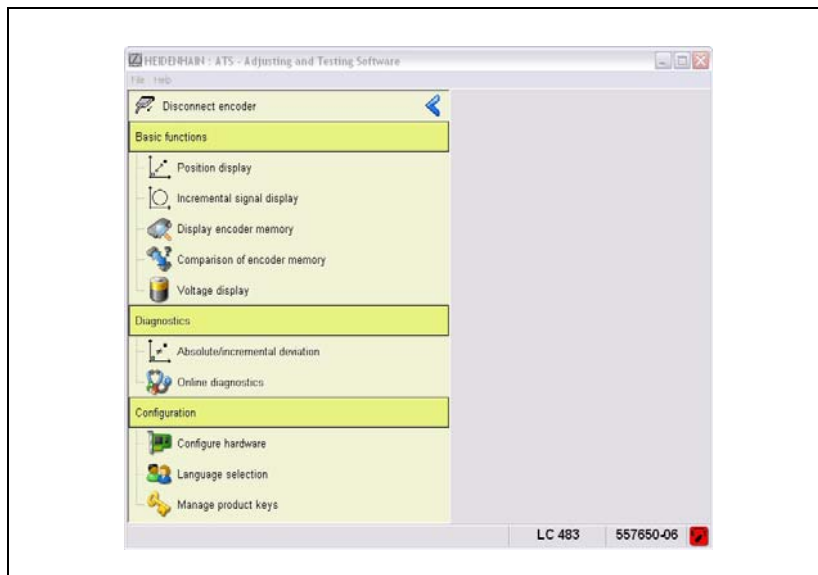 HEIDENHAIN : ATS - Adjusting and Testing Software
File Help
Disconnect encoder
Basic functions
Position display
Incremental signal display
Display encoder memory
Comparison of encoder memory
Voltage display
Diagnostics
Absolute/incremental deviation
Online diagnostics
Configuration
Configure hardware
Language selection
Manage product keys
LC 483 557650-06